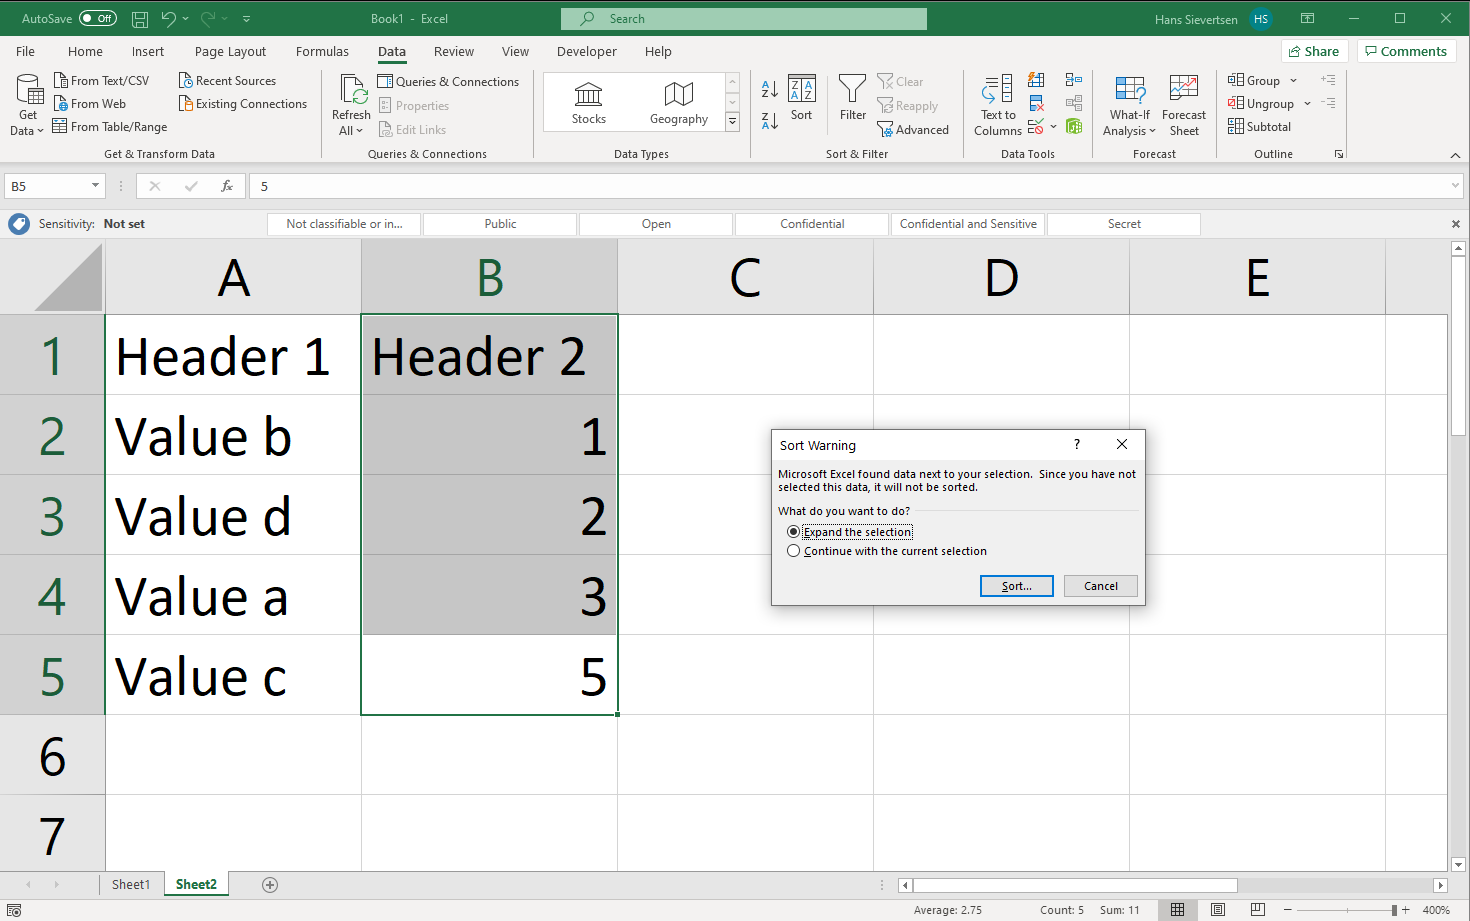 AutoSave Off Book1 - Excel Search Hans Sievertsen HS
File Home Insert Page Layout Formulas Data Review View Developer Help Share Comments
Get Data
From Text/CSV
From Web
From Table/Range
Recent Sources
Existing Connections
Get & Transform Data
Refresh All
Queries & Connections
Properties
Edit Links
Queries & Connections
Stocks Geography
Data Types
A Z
Z A
Z A A Z
Sort
Filter
Clear
Reapply
Advanced
Sort & Filter
Text to Columns
Data Tools
What-If Analysis
Forecast Sheet
Forecast
Group
Ungroup
Subtotal
Outline
B5 fx 5
Sensitivity: Not set Not classifiable or in... Public Open Confidential Confidential and Sensitive Secret
A B C D E
1 Header 1 Header 2
2 Value b 1
3 Value d 2
4 Value a 3
5 Value c 5
6
7
Sort Warning ?
Microsoft Excel found data next to your selection. Since you have not
selected this data, it will not be sorted.
What do you want to do?
Expand the selection
Continue with the current selection
Sort... Cancel
Sheet1 Sheet2
Average: 2.75 Count: 5 Sum: 11 400%